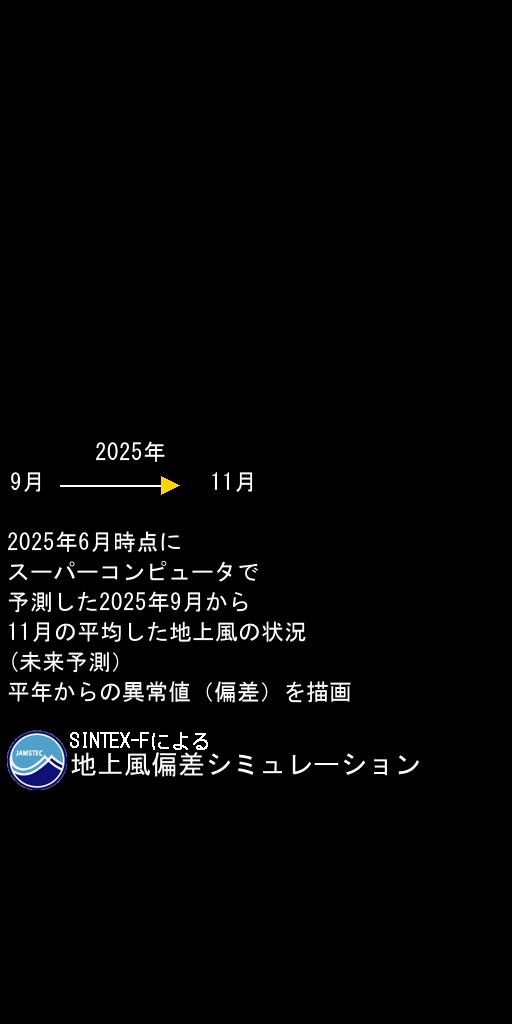 2025年
9月 11月
2025年6月時点に
スーパーコンピュータで
予測した2025年9月から
11月の平均した地上風の状況
(未来予測)
平年からの異常値（偏差）を描画
SINTEX-Fによる
JAMSTEC
地上風偏差シミュレーション